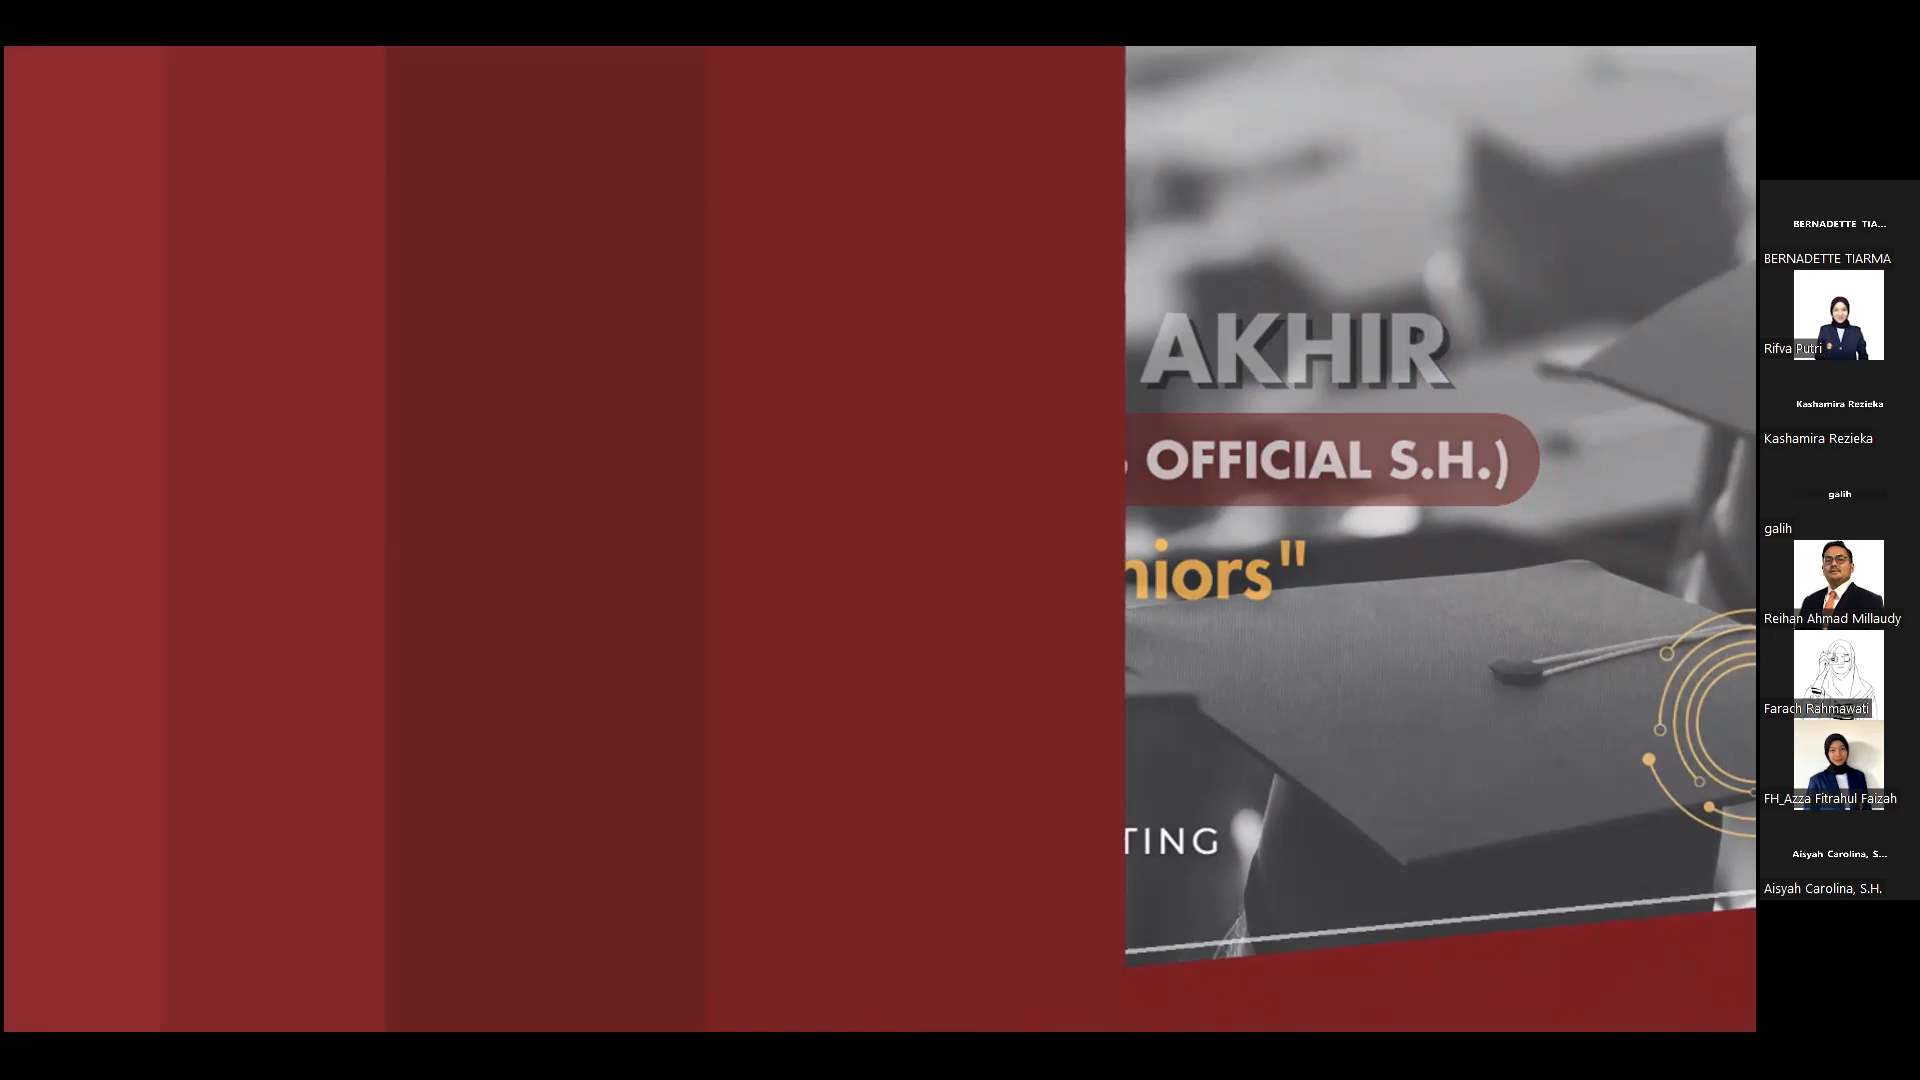 AKHIR
OFFICIAL S.H.)
niors"
TING
BERNADETTE TIA...
BERNADETTE TIARMA
Rifva Putri
Kashamira Rezieka
Kashamira Rezieka
galih
galih
Reihan Ahmad Millaudy
Farach Rahmawati
FH_Azza Fitrahul Faizah
Aisyah Carolina, S...
Aisyah Carolina, S.H.